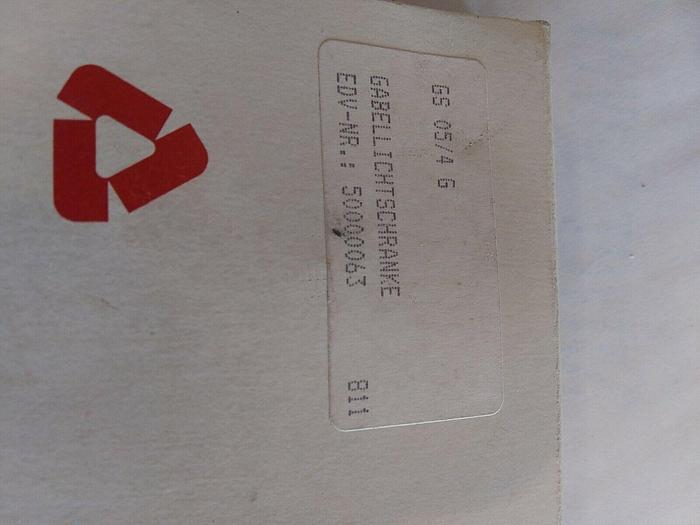 GS 05/4 G
GABELLICHTSCHRANKE
EDV-NR.: 50000063 811